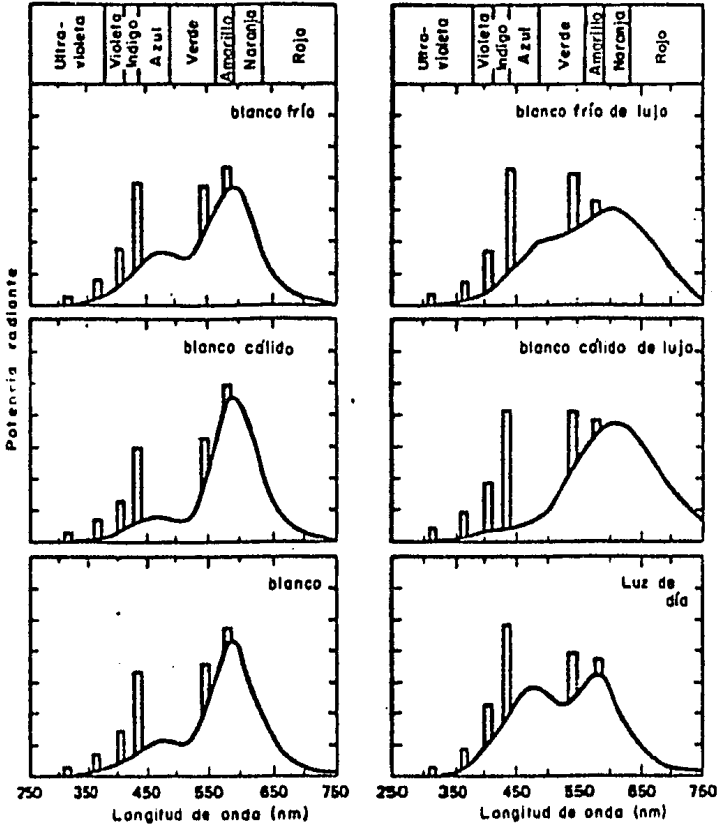 Ultra-
violeta
Violeta
Indigo
Azul
Verde
Amarillo
Naranja
Rojo
Ultra-
violeta
Violeta
Indigo
Azul
Verde
Amarillo
Naranja
Rojo
blanco frío
blanco frío de lujo
Potencia radiante
blanco cálido
blanco cálido de lujo
blanco
Luz de
día
250 350 450 550 650 750
250 350 450 550 650 750
Longitud de onda (nm)
Longitud de onda (nm)